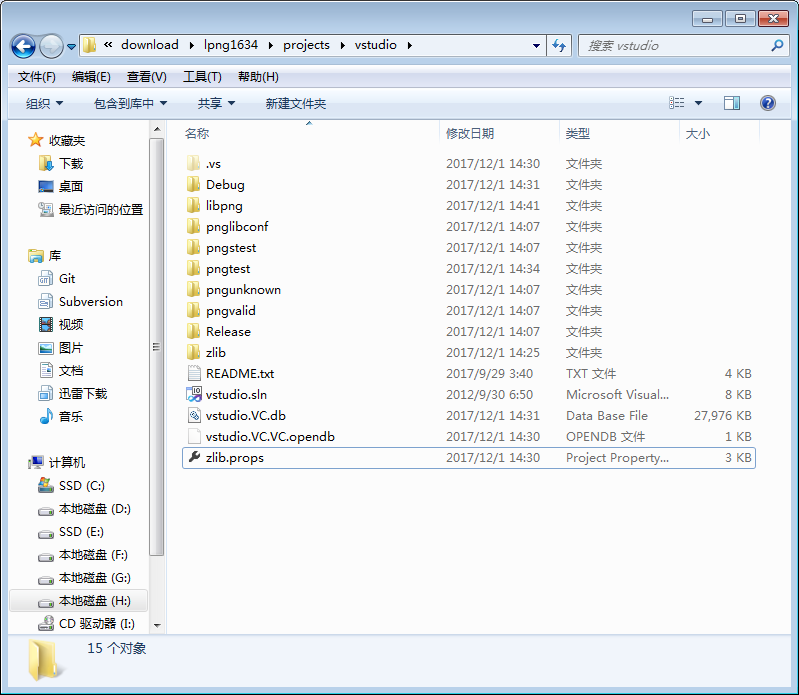 « download ▸ lpng1634 ▸ projects ▸ vstudio ▸ 搜索 vstudio
文件(F) 编辑(E) 查看(V) 工具(T) 帮助(H)
组织 包含到库中 共享 新建文件夹
收藏夹
下载
桌面
最近访问的位置
库
Git
Subversion
视频
图片
文档
迅雷下载
音乐
计算机
SSD (C:)
本地磁盘 (D:)
SSD (E:)
本地磁盘 (F:)
本地磁盘 (G:)
本地磁盘 (H:)
CD 驱动器 (I:)
名称 修改日期 类型 大小
.vs 2017/12/1 14:30 文件夹
Debug 2017/12/1 14:31 文件夹
libpng 2017/12/1 14:41 文件夹
pnglibconf 2017/12/1 14:07 文件夹
pngstest 2017/12/1 14:07 文件夹
pngtest 2017/12/1 14:34 文件夹
pngunknown 2017/12/1 14:07 文件夹
pngvalid 2017/12/1 14:07 文件夹
Release 2017/12/1 14:07 文件夹
zlib 2017/12/1 14:25 文件夹
README.txt 2017/9/29 3:40 TXT 文件 4 KB
vstudio.sln 2012/9/30 6:50 Microsoft Visual... 8 KB
vstudio.VC.db 2017/12/1 14:31 Data Base File 27,976 KB
vstudio.VC.VC.opendb 2017/12/1 14:30 OPENDB 文件 1 KB
zlib.props 2017/12/1 14:30 Project Property... 3 KB
15 个对象